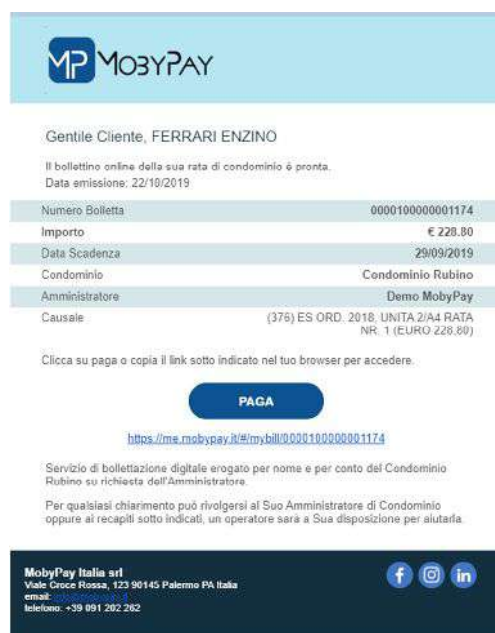 MP MOBYPAY
Gentile Cliente, FERRARI ENZINO
Il bollettino online della sua rata di condominio è pronta.
Data emissione: 22/10/2019
Numero Bolletta 0000100000001174
Importo € 228.80
Data Scadenza 29/09/2019
Condominio Condominio Rubino
Amministratore Demo MobyPay
Causale (376) ES ORD. 2018, UNITA 2/A4 RATA
NR. 1 (EURO 228,80)
Clicca su paga o copia il link sotto indicato nel tuo browser per accedere.
PAGA
https://me.mobypay.it/#/mybill/0000100000001174
Servizio di bollettazione digitale erogato per nome e per conto del Condominio
Rubino su richiesta dell'Amministratore.
Per qualsiasi chiarimento può rivolgersi al Suo Amministratore di Condominio
oppure ai recapiti sotto indicati, un operatore sarà a Sua disposizione per aiutarla.
MobyPay Italia srl
Viale Croce Rossa, 123 90145 Palermo PA Italia
email:
telefono: +39 091 202 262